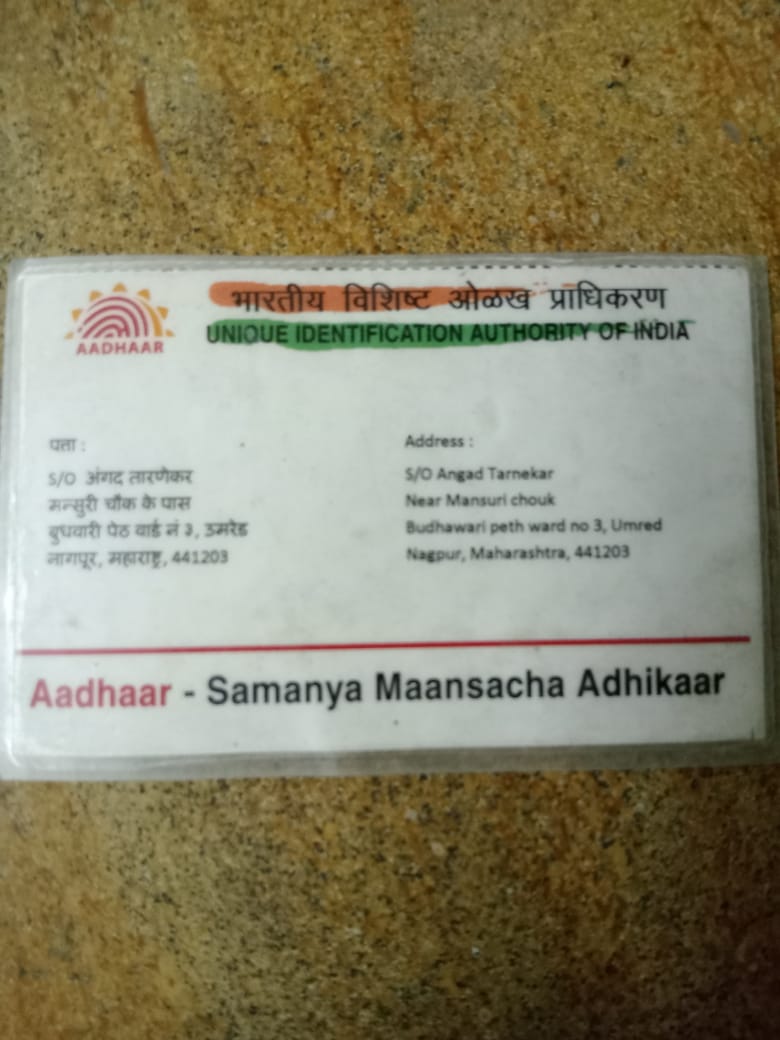 भारतीय विशिष्ट ओळख प्राधिकरण
UNIQUE IDENTIFICATION AUTHORITY OF INDIA
AADHAAR
पत्ता :
S/O अंगद तारणेकर
मन्सुरी चौक के पास
बुधवारी पेठ वार्ड नं ३, उमरेड
नागपूर, महाराष्ट्र, 441203
Address :
S/O Angad Tarnekar
Near Mansuri chouk
Budhawari peth ward no 3, Umred
Nagpur, Maharashtra, 441203
Aadhaar - Samanya Maansacha Adhikaar